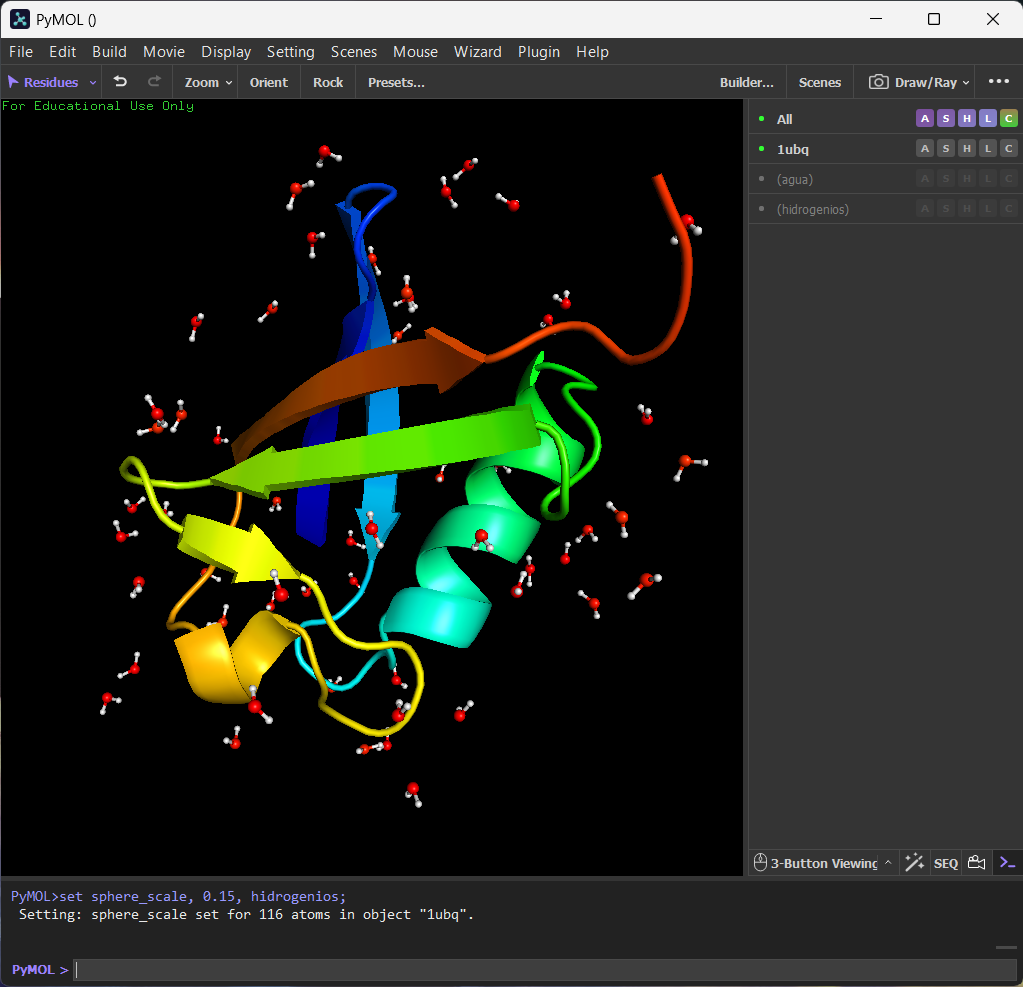 PyMOL ()
File Edit Build Movie Display Setting Scenes Mouse Wizard Plugin Help
Residues Zoom Orient Rock Presets... Builder... Scenes Draw/Ray
For Educational Use Only
All A S H L C
1ubq A S H L C
(agua) A S H L C
(hidrogenios) A S H L C
3-Button Viewing SEQ
PyMOL>set sphere_scale, 0.15, hidrogenios;
Setting: sphere_scale set for 116 atoms in object "1ubq".
PyMOL >